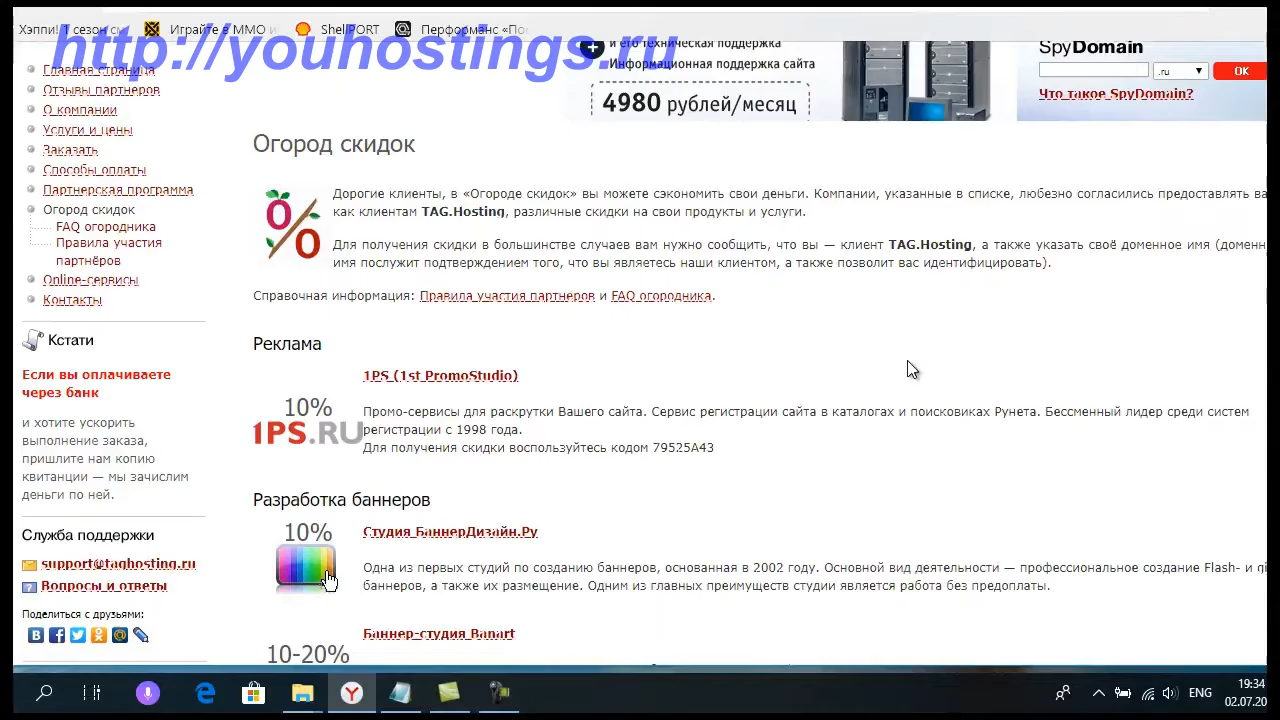 Хэппи! 1 сезон
Играйте в ММО
ShellPORT
Перформанс «По
http://youhostings.ru
и его техническая поддержка
Информационная поддержка сайта
4980 рублей/месяц
SpyDomain
.ru
OK
Что такое SpyDomain?
Главная страница
Отзывы партнеров
О компании
Услуги и цены
Заказать
Способы оплаты
Партнерская программа
Огород скидок
FAQ огородника
Правила участия
партнёров
Online-сервисы
Контакты
Кстати
Если вы оплачиваете
через банк
и хотите ускорить
выполнение заказа,
пришлите нам копию
квитанции — мы зачислим
деньги по ней.
Служба поддержки
support@taghosting.ru
Вопросы и ответы
Поделиться с друзьями:
Огород скидок
Дорогие клиенты, в «Огороде скидок» вы можете сэкономить свои деньги. Компании, указанные в списке, любезно согласились предоставлять ва
как клиентам TAG.Hosting, различные скидки на свои продукты и услуги.
Для получения скидки в большинстве случаев вам нужно сообщить, что вы — клиент TAG.Hosting, а также указать своё доменное имя (доменн
имя послужит подтверждением того, что вы являетесь наши клиентом, а также позволит вас идентифицировать).
Справочная информация: Правила участия партнеров и FAQ огородника.
Реклама
1PS (1st PromoStudio)
10%
1PS.RU
Промо-сервисы для раскрутки Вашего сайта. Сервис регистрации сайта в каталогах и поисковиках Рунета. Бессменный лидер среди систем
регистрации с 1998 года.
Для получения скидки воспользуйтесь кодом 79525A43
Разработка баннеров
10%
Студия БаннерДизайн.Ру
Одна из первых студий по созданию баннеров, основанная в 2002 году. Основной вид деятельности — профессиональное создание Flash- и gi
баннеров, а также их размещение. Одним из главных преимуществ студии является работа без предоплаты.
Баннер-студия Banart
10-20%
ENG
19:34
02.07.20